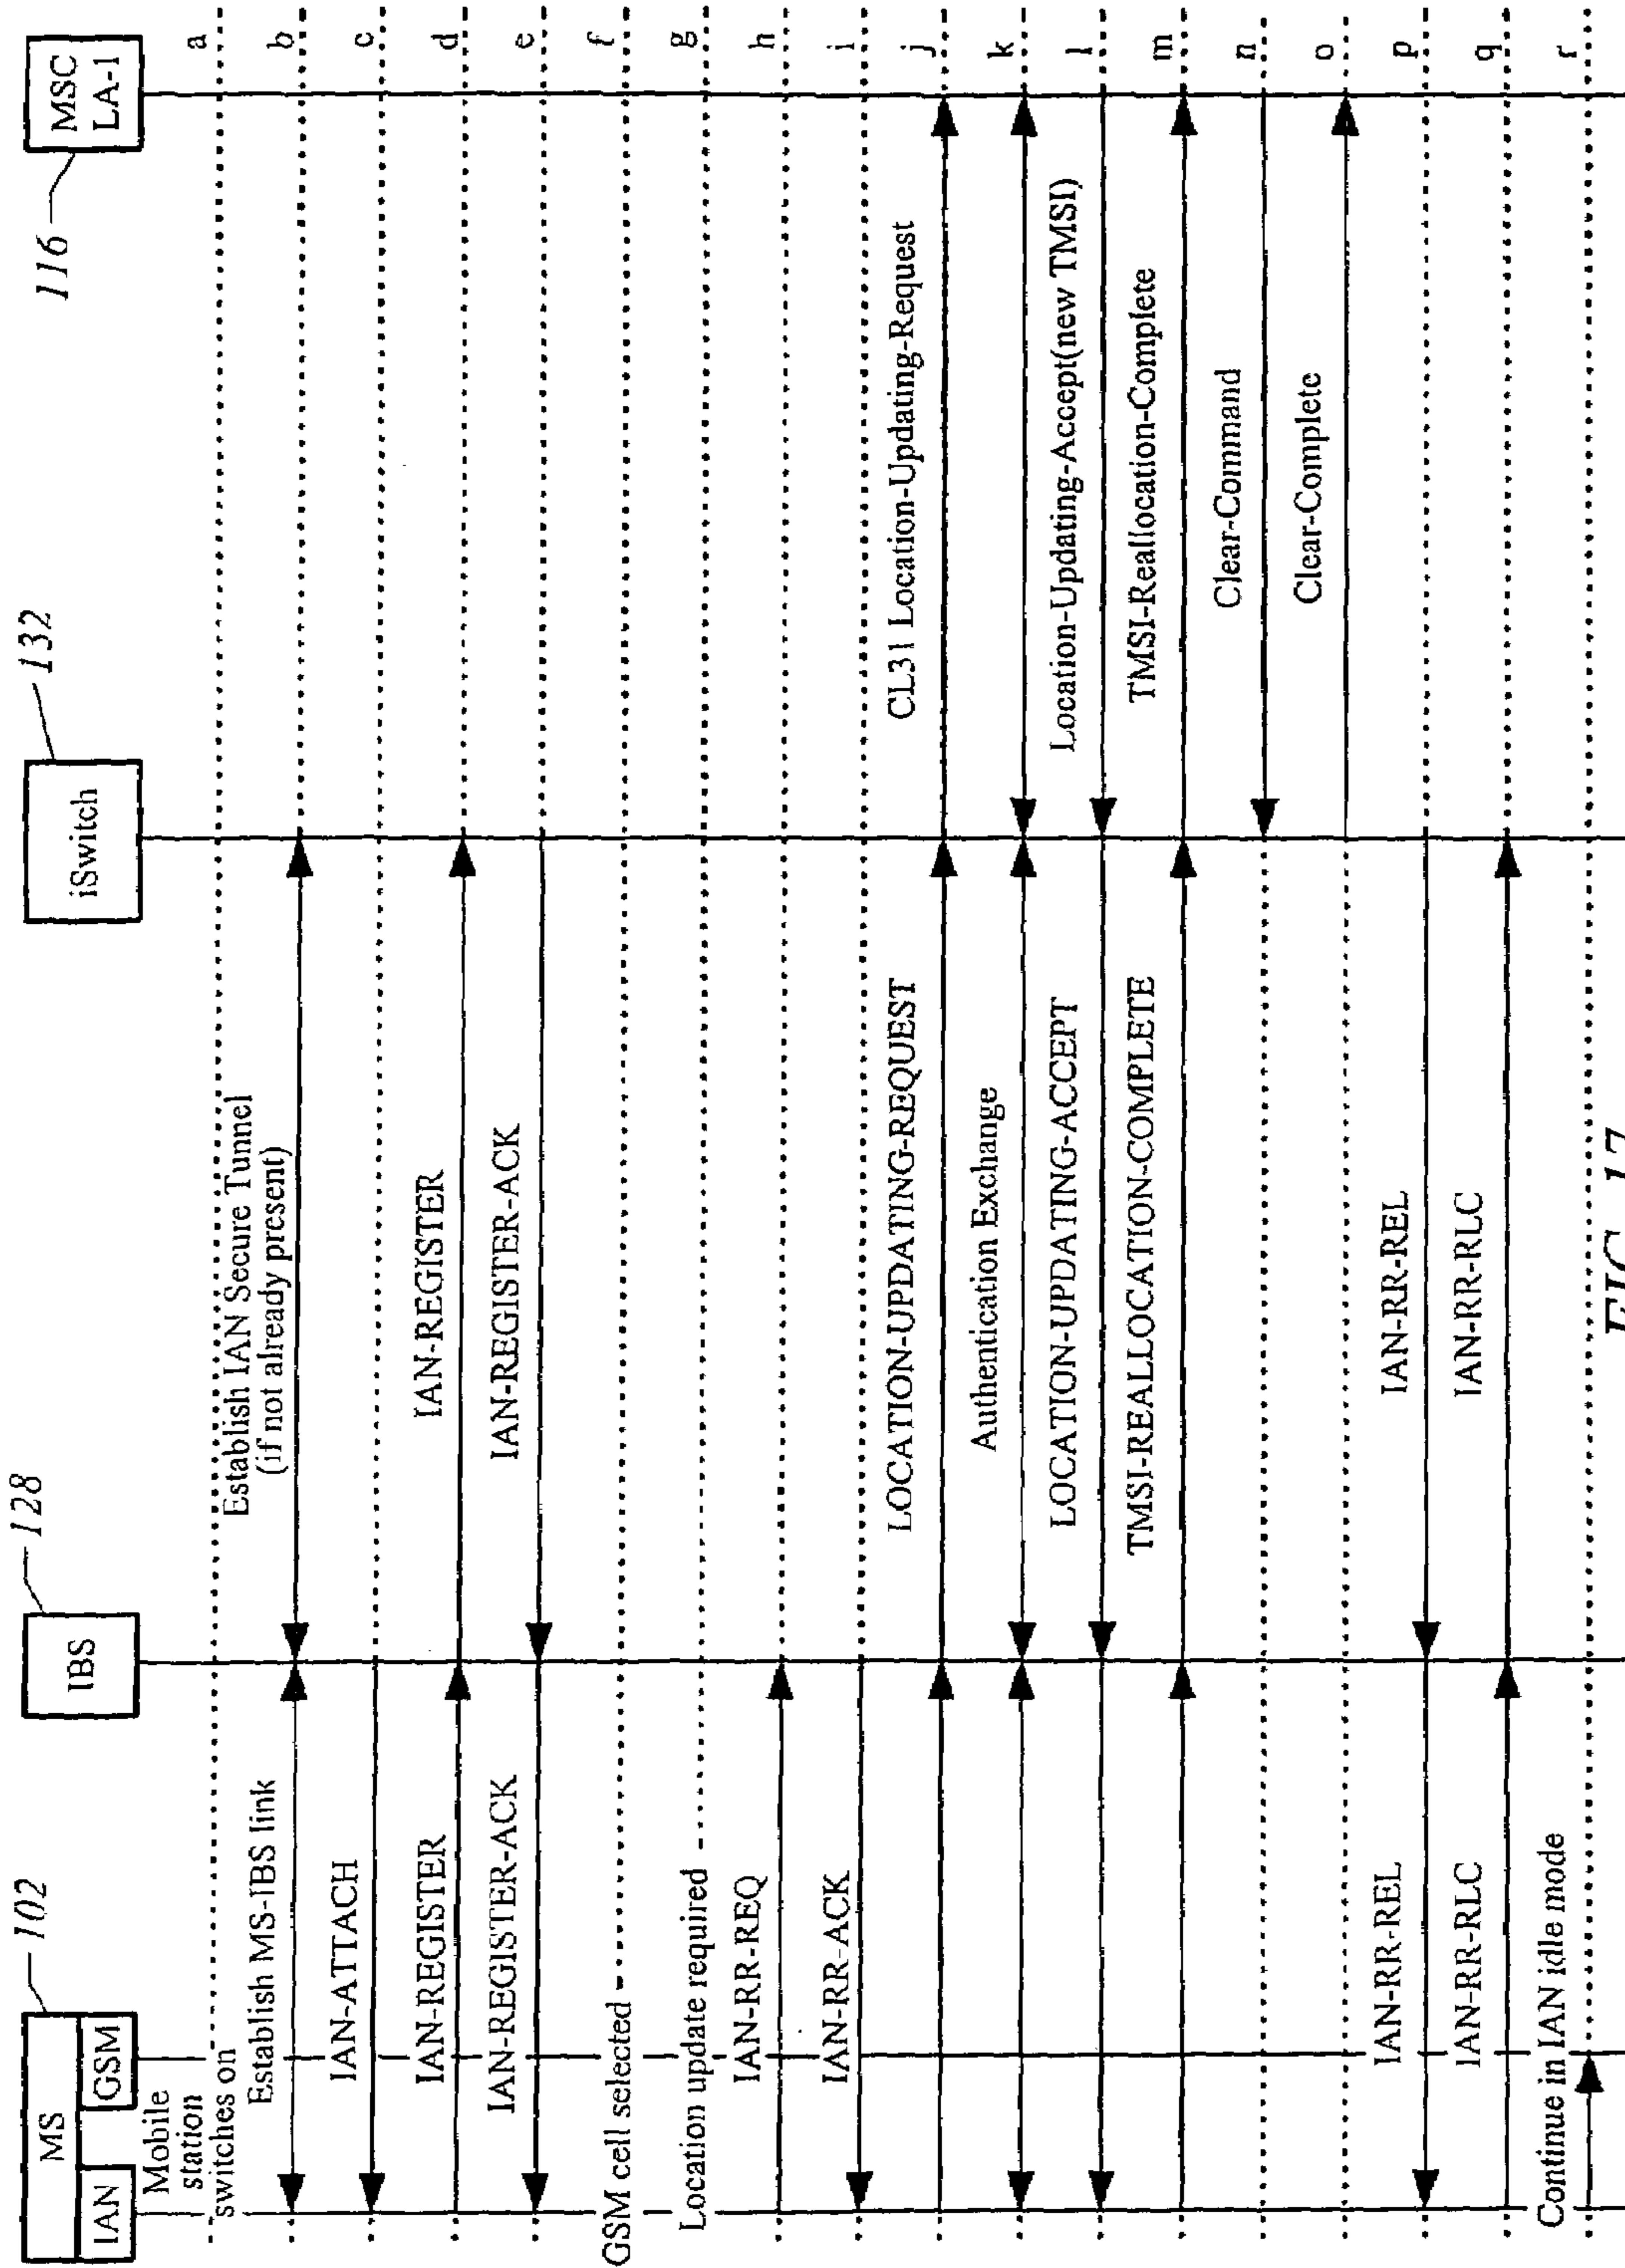 MS
102
IAN
GSM
IBS
128
iSwitch
132
MSC
LA-1
116
Mobile
station
switches on
a
Establish MS-IBS link
Establish IAN Secure Tunnel
(if not already present)
b
IAN-ATTACH
c
IAN-REGISTER
IAN-REGISTER
d
IAN-REGISTER-ACK
IAN-REGISTER-ACK
e
GSM cell selected
f
Location update required
g
IAN-RR-REQ
h
IAN-RR-ACK
i
LOCATION-UPDATING-REQUEST
CL31 Location-Updating-Request
j
Authentication Exchange
k
LOCATION-UPDATING-ACCEPT
Location-Updating-Accept(new TMSI)
l
TMSI-REALLOCATION-COMPLETE
TMSI-Reallocation-Complete
m
Clear-Command
n
Clear-Complete
o
IAN-RR-REL
IAN-RR-REL
p
IAN-RR-RLC
IAN-RR-RLC
q
Continue in IAN idle mode
r
FIG. 17